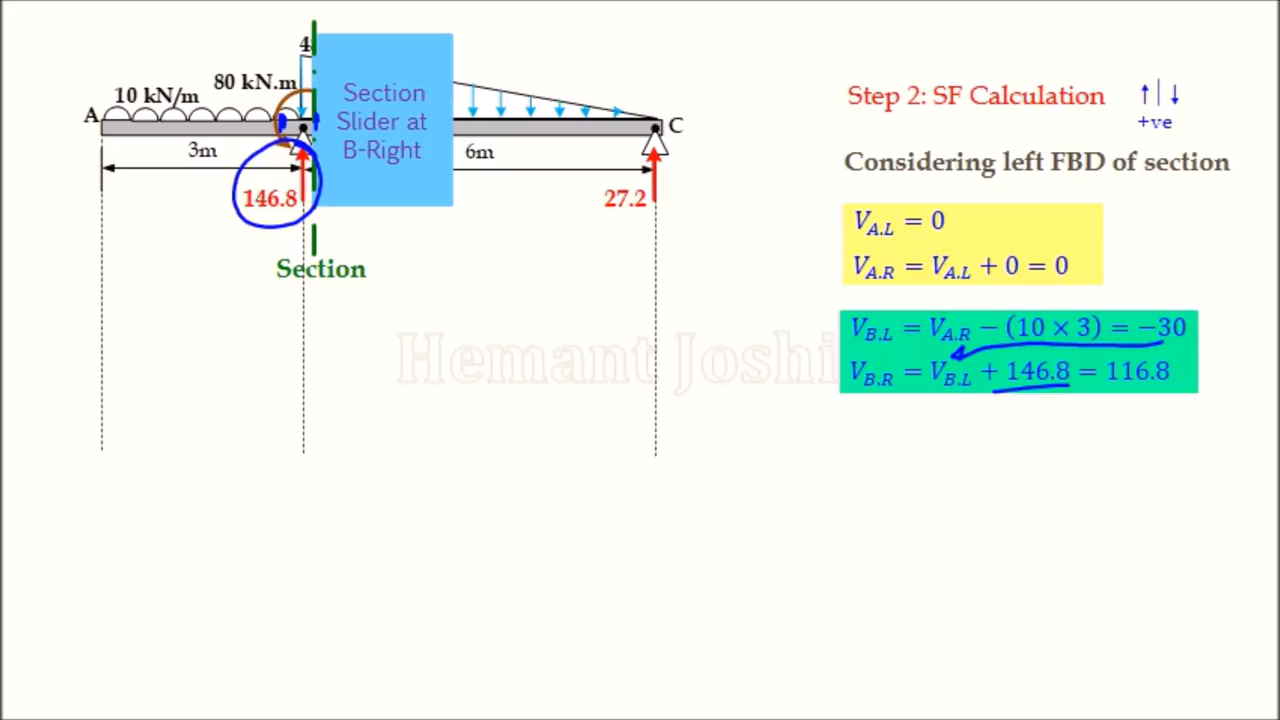 4
80 kN.m
10 kN/m
A
Section
Slider at
B-Right
C
3m
6m
146.8
27.2
Section
Hemant Joshi
Step 2: SF Calculation
+ve
Considering left FBD of section
V_{A.L} = 0
V_{A.R} = V_{A.L} + 0 = 0
V_{B.L} = V_{A.R} − (10 × 3) = −30
V_{B.R} = V_{B.L} + 146.8 = 116.8